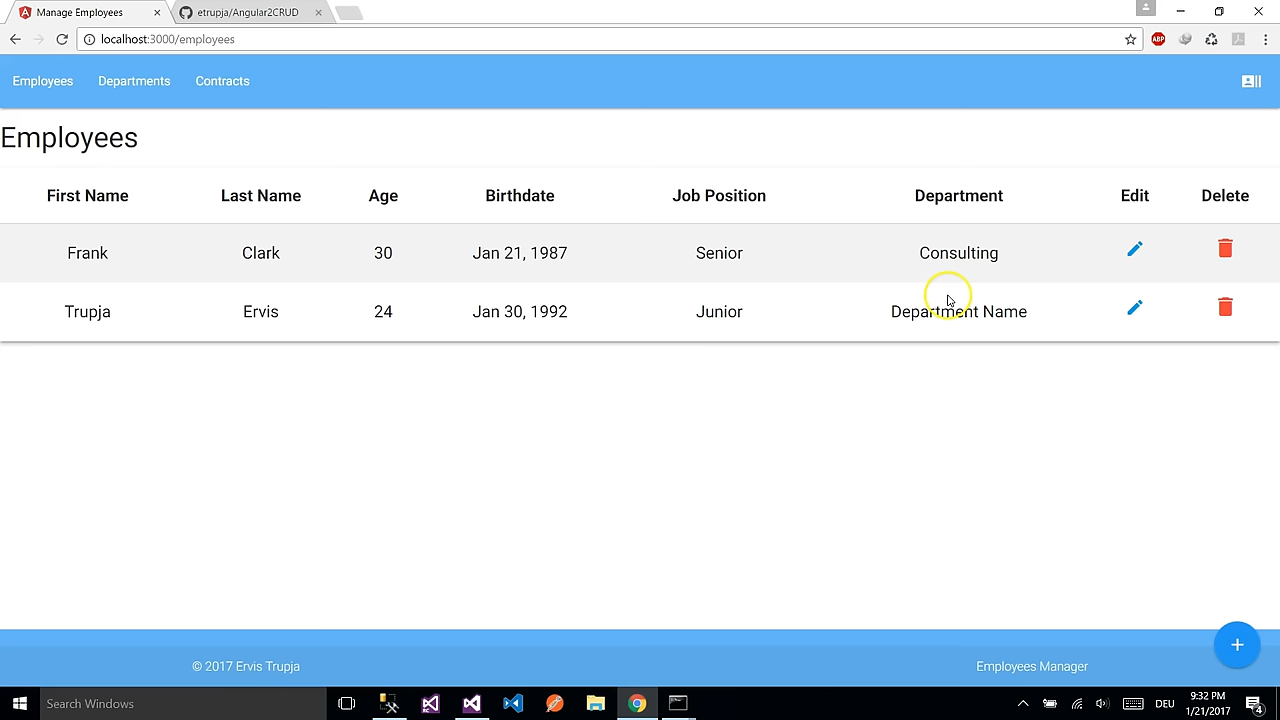 Manage Employees
etrupja/Angular2CRUD
localhost:3000/employees
ABP
Employees Departments Contracts
Employees
First Name Last Name Age Birthdate Job Position Department Edit Delete
Frank Clark 30 Jan 21, 1987 Senior Consulting
Trupja Ervis 24 Jan 30, 1992 Junior Department Name
+
© 2017 Ervis Trupja Employees Manager
Search Windows
DEU
9:32 PM
1/21/2017
4